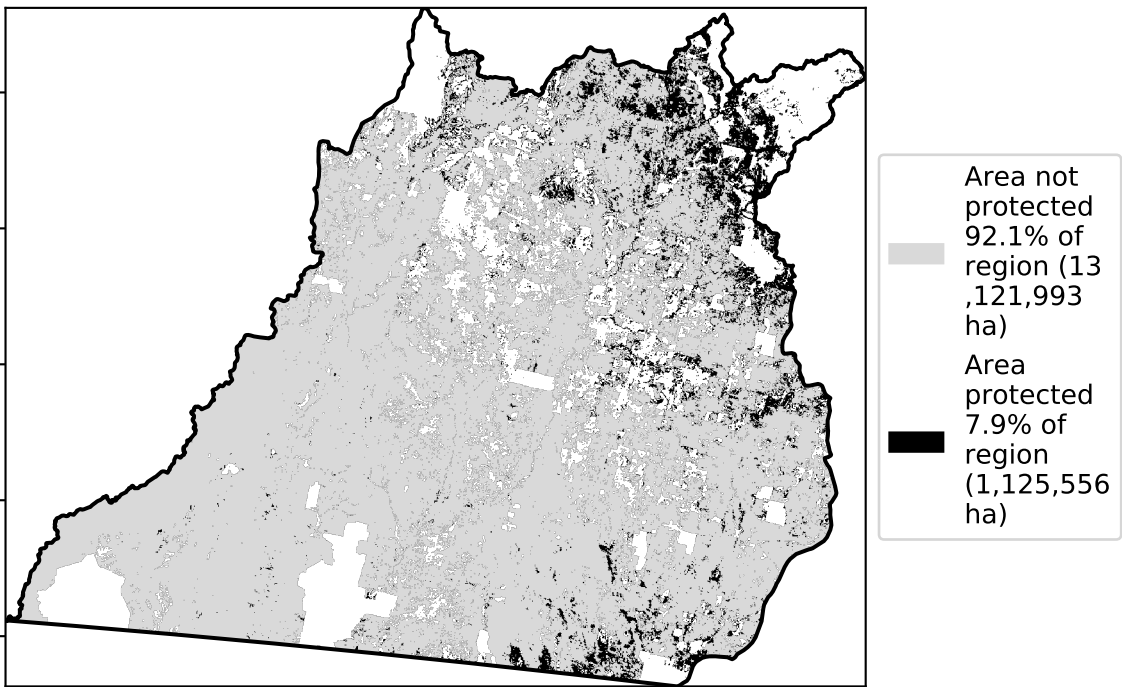 Area not
protected
92.1% of
region (13
,121,993
ha)
Area
protected
7.9% of
region
(1,125,556
ha)